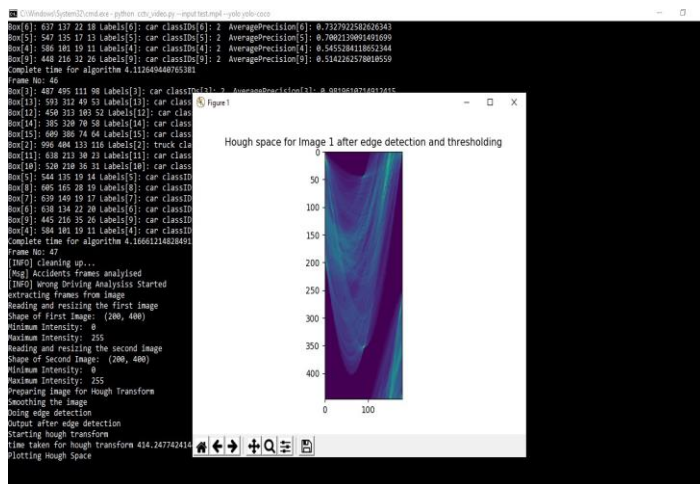 C:\Windows\System32\cmd.exe - python cctv_video.py --input test.mp4 --yolo yolo-coco
Box[6]: 637 137 22 18 Labels[6]: car classIDs[6]: 2 AveragePrecision[6]: 0.7327922582626343
Box[5]: 547 135 17 13 Labels[5]: car classIDs[5]: 2 AveragePrecision[5]: 0.7002139091491699
Box[4]: 586 101 19 11 Labels[4]: car classIDs[4]: 2 AveragePrecision[4]: 0.5455284118652344
Box[9]: 448 216 32 26 Labels[9]: car classIDs[9]: 2 AveragePrecision[9]: 0.5142262578010559
Complete time for algorithm 4.112649440765381
Frame No: 46
Box[3]: 487 495 111 98 Labels[3]: car classIDs[3]: 2 AveragePrecision[3]: 0.9819610714912415
Box[13]: 593 312 49 53 Labels[13]: car class
Box[12]: 450 313 103 52 Labels[12]: car clas
Box[14]: 385 320 70 58 Labels[14]: car class
Box[15]: 609 386 74 64 Labels[15]: car class
Box[2]: 996 404 133 116 Labels[2]: truck cla
Box[11]: 638 213 30 23 Labels[11]: car class
Box[10]: 520 210 36 31 Labels[10]: car class
Box[5]: 544 135 19 14 Labels[5]: car classID
Box[8]: 605 165 28 19 Labels[8]: car classID
Box[7]: 639 149 19 17 Labels[7]: car classID
Box[6]: 638 134 22 20 Labels[6]: car classID
Box[9]: 445 216 35 26 Labels[9]: car classID
Box[4]: 584 101 19 11 Labels[4]: car classID
Complete time for algorithm 4.16661214828491
Frame No: 47
[INFO] cleaning up...
[Msg] Accidents frames analyised
[INFO] Wrong Driving Analysiss Started
extracting frames from image
Reading and resizing the first image
Shape of First Image: (200, 400)
Minimum Intensity: 0
Maximum Intensity: 255
Reading and resizing the second image
Shape of Second Image: (200, 400)
Minimum Intensity: 0
Maximum Intensity: 255
Preparing image for Hough Transform
Smoothing the image
Doing edge detection
Output after edge detection
Starting hough transform
time taken for hough transform 414.247742414
Plotting Hough Space
Figure 1
Hough space for Image 1 after edge detection and thresholding
0
50
100
150
200
250
300
350
400
0 100